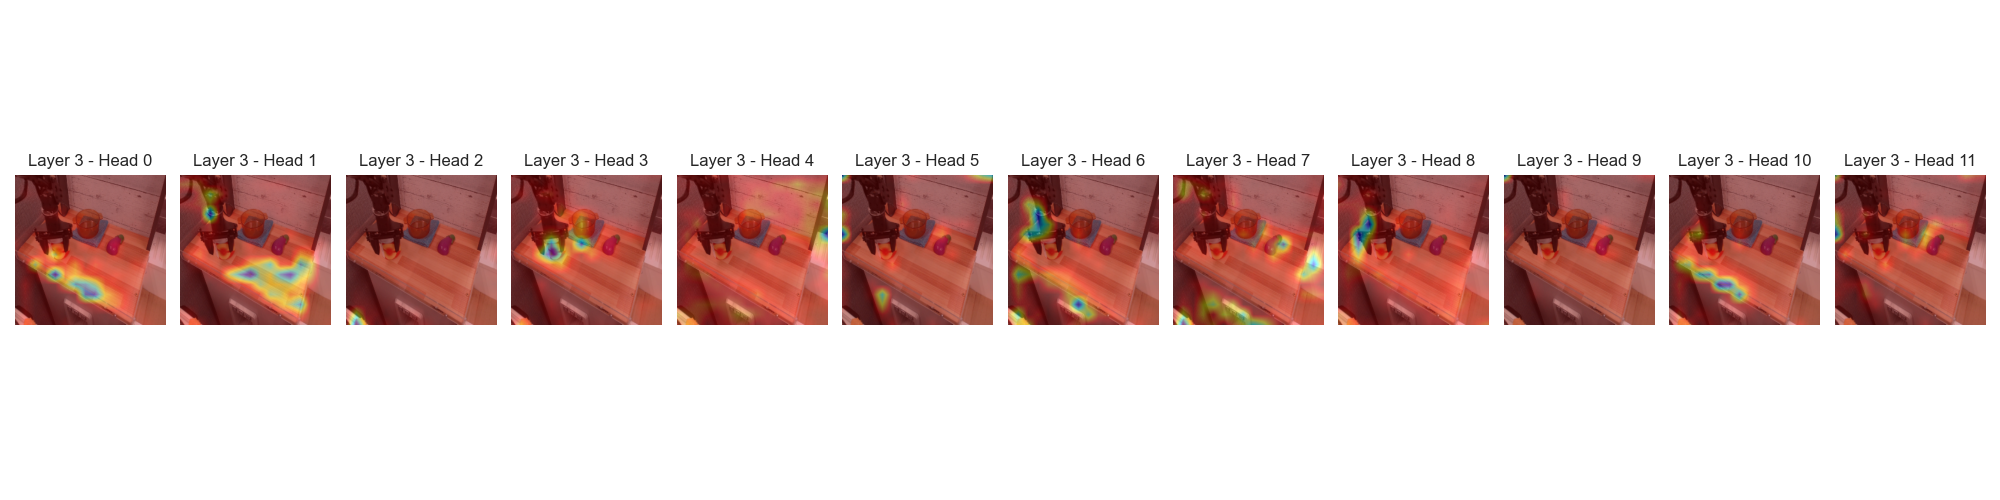 Layer 3 - Head 0
Layer 3 - Head 1
Layer 3 - Head 2
Layer 3 - Head 3
Layer 3 - Head 4
Layer 3 - Head 5
Layer 3 - Head 6
Layer 3 - Head 7
Layer 3 - Head 8
Layer 3 - Head 9
Layer 3 - Head 10
Layer 3 - Head 11